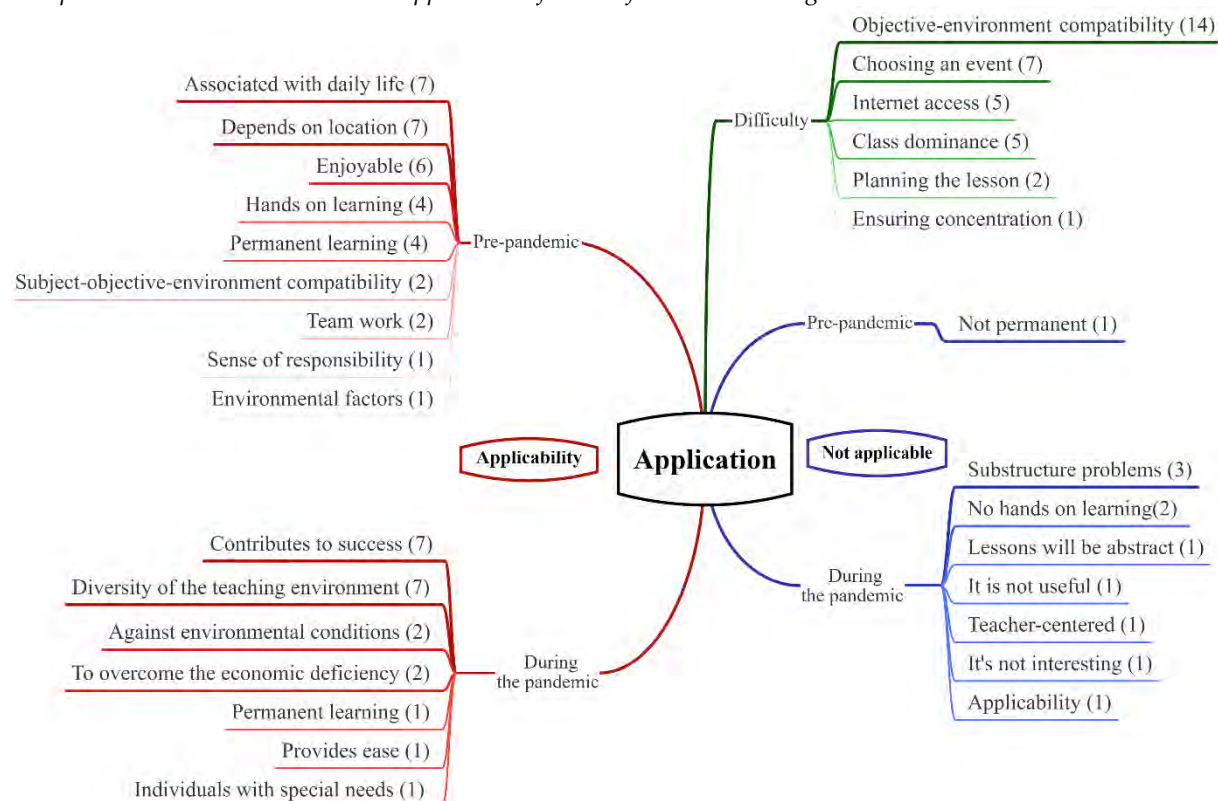 Associated with daily life (7)
Depends on location (7)
Enjoyable (6)
Hands on learning (4)
Permanent learning (4)
Subject-objective-environment compatibility (2)
Team work (2)
Sense of responsibility (1)
Environmental factors (1)
Pre-pandemic
Difficulty
Objective-environment compatibility (14)
Choosing an event (7)
Internet access (5)
Class dominance (5)
Planning the lesson (2)
Ensuring concentration (1)
Pre-pandemic
Not permanent (1)
Applicability
Application
Not applicable
Contributes to success (7)
Diversity of the teaching environment (7)
Against environmental conditions (2)
To overcome the economic deficiency (2)
Permanent learning (1)
Provides ease (1)
Individuals with special needs (1)
During
the pandemic
During
the pandemic
Substructure problems (3)
No hands on learning(2)
Lessons will be abstract (1)
It is not useful (1)
Teacher-centered (1)
It's not interesting (1)
Applicability (1)